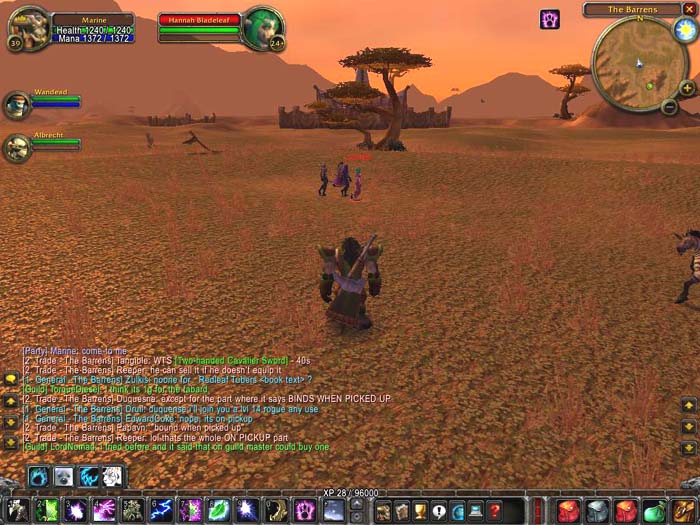 Marine
Health 1240 / 1240
Mana 1372 / 1372
39
Hannah Bladeleaf
24+
The Barrens
N
Wandead
Albrecht
[Party] Marine: come to me
[2. Trade - The Barrens] Tangible: WTS [Two-handed Cavalier Sword] - 40s
[2. Trade - The Barrens] Reeper: he can sell it if he doesn't equip it
[1. General - The Barrens] Zulkis: noone for "Redleaf Tubers <book text> ?
[Guild] TorqueDiesel: I think its 1g for the tabard
[2. Trade - The Barrens] Duquesne: except for the part where it says BINDS WHEN PICKED UP
[1. General - The Barrens] Drull: duquense, i'll join you a lvl 14 rogue any use
[1. General - The Barrens] EdwardCoke: nope, its on pickup
[2. Trade - The Barrens] Papayn: "bound when picked up"
[2. Trade - The Barrens] Reeper: lol thats the whole ON PICKUP part
[Guild] LordNomad: I tried before and it said that on guild master could buy one
XP 28 / 96000